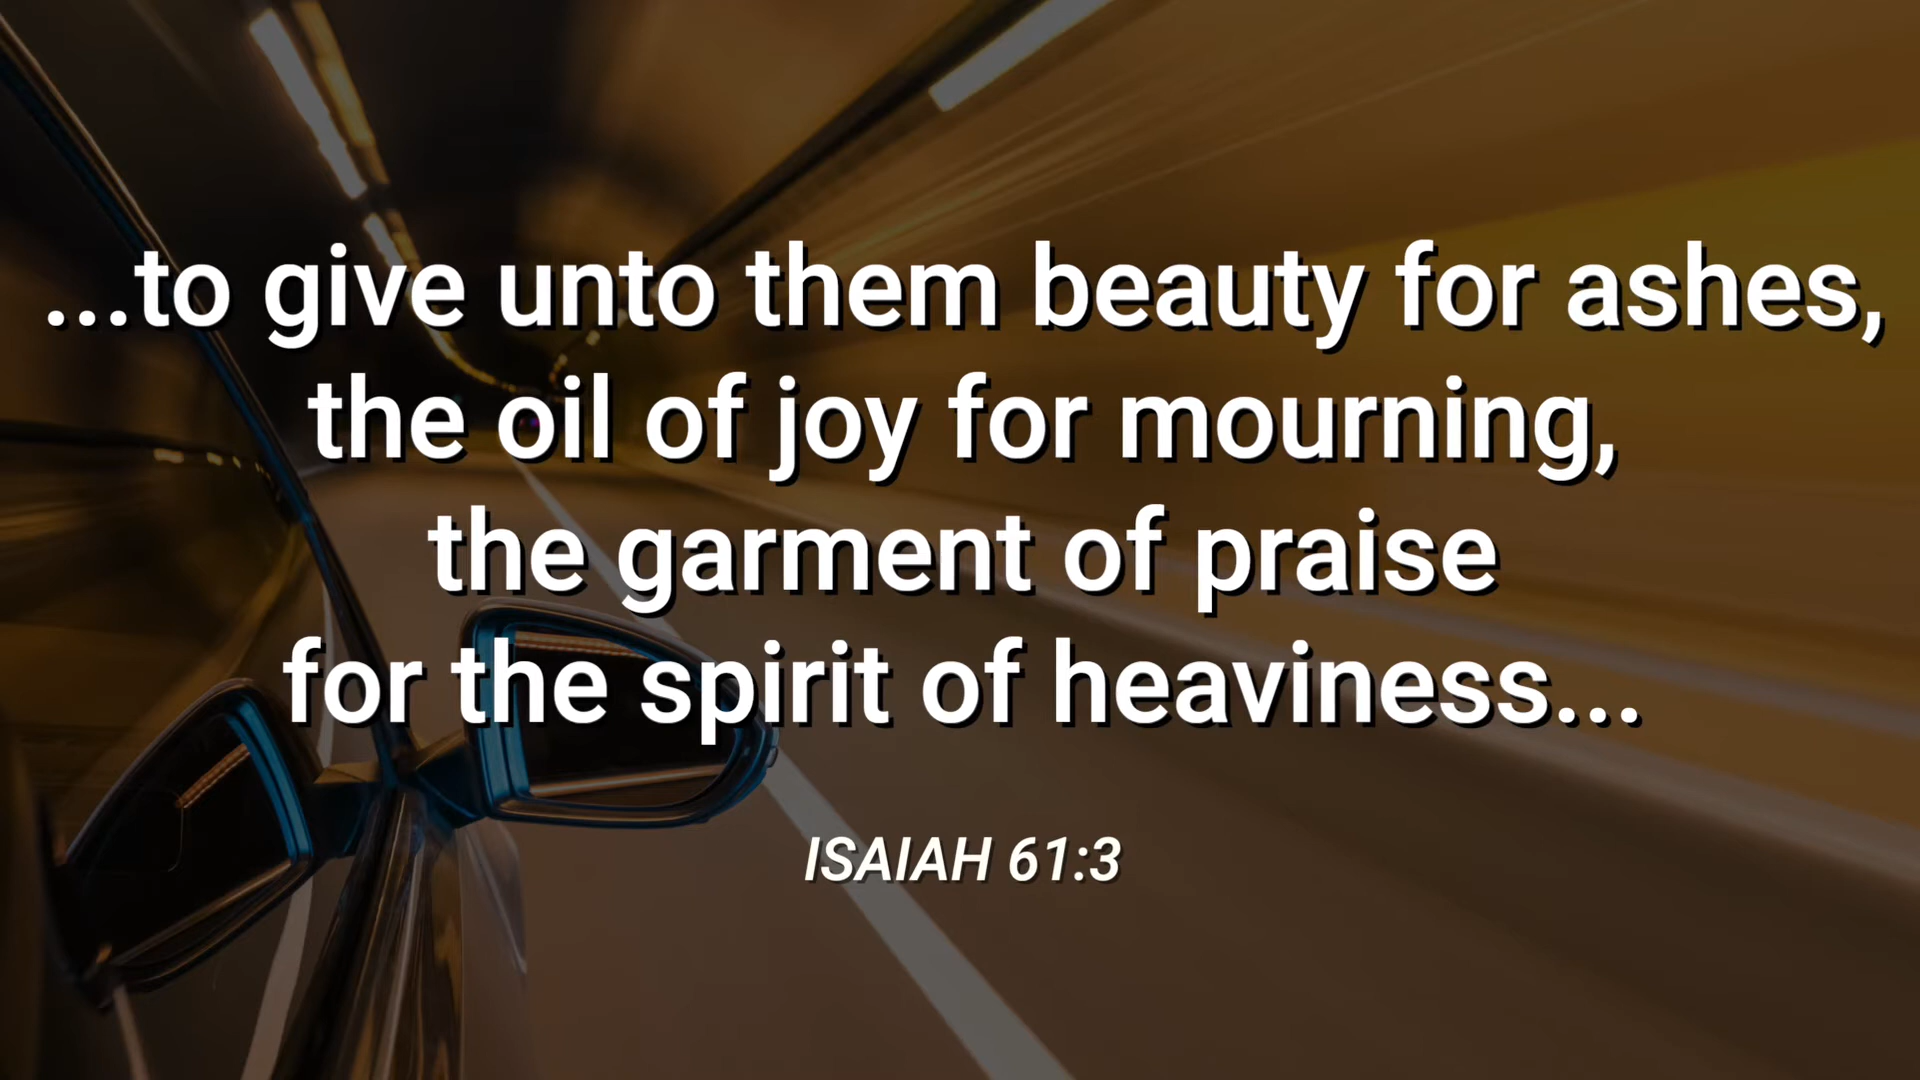 ...to give unto them beauty for ashes,
the oil of joy for mourning,
the garment of praise
for the spirit of heaviness...
ISAIAH 61:3